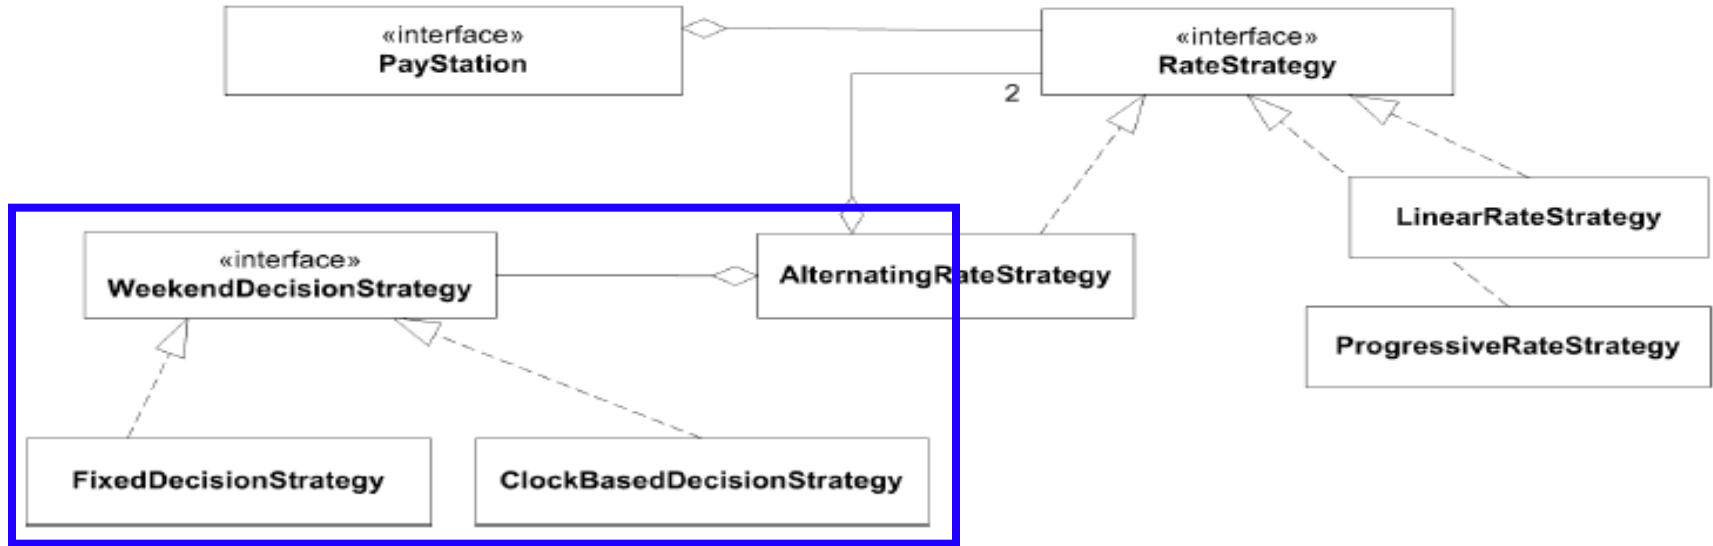 «interface»
PayStation
«interface»
RateStrategy
2
LinearRateStrategy
«interface»
WeekendDecisionStrategy
AlternatingRateStrategy
ProgressiveRateStrategy
FixedDecisionStrategy
ClockBasedDecisionStrategy